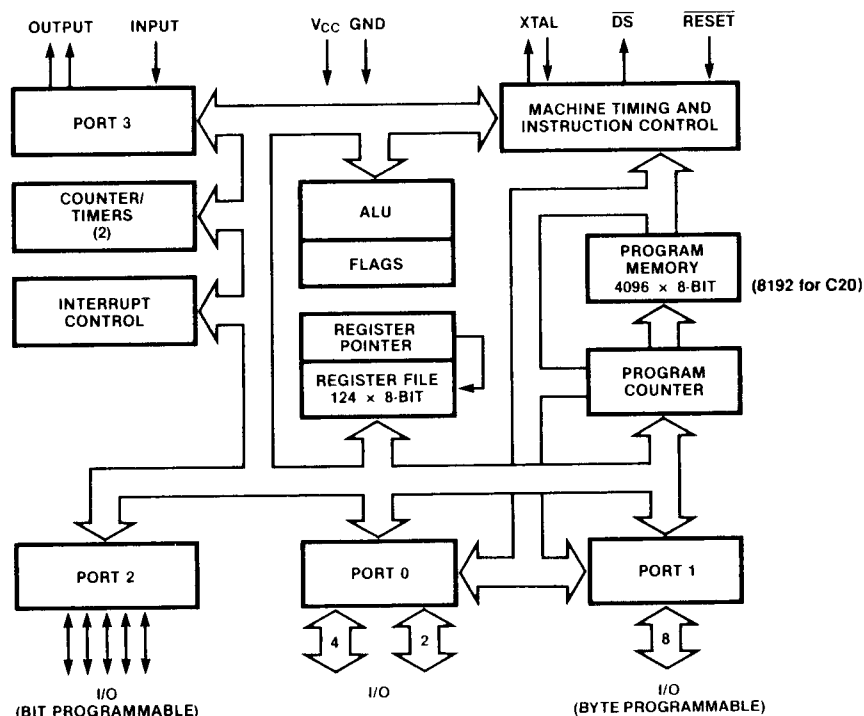 OUTPUT
INPUT
VCC GND
XTAL
DS
RESET
PORT 3
MACHINE TIMING AND
INSTRUCTION CONTROL
COUNTER/
TIMERS
(2)
ALU
FLAGS
PROGRAM
MEMORY
4096 × 8-BIT
(8192 for C20)
INTERRUPT
CONTROL
REGISTER
POINTER
REGISTER FILE
124 × 8-BIT
PROGRAM
COUNTER
PORT 2
PORT 0
PORT 1
4
2
8
I/O
(BIT PROGRAMMABLE)
I/O
I/O
(BYTE PROGRAMMABLE)